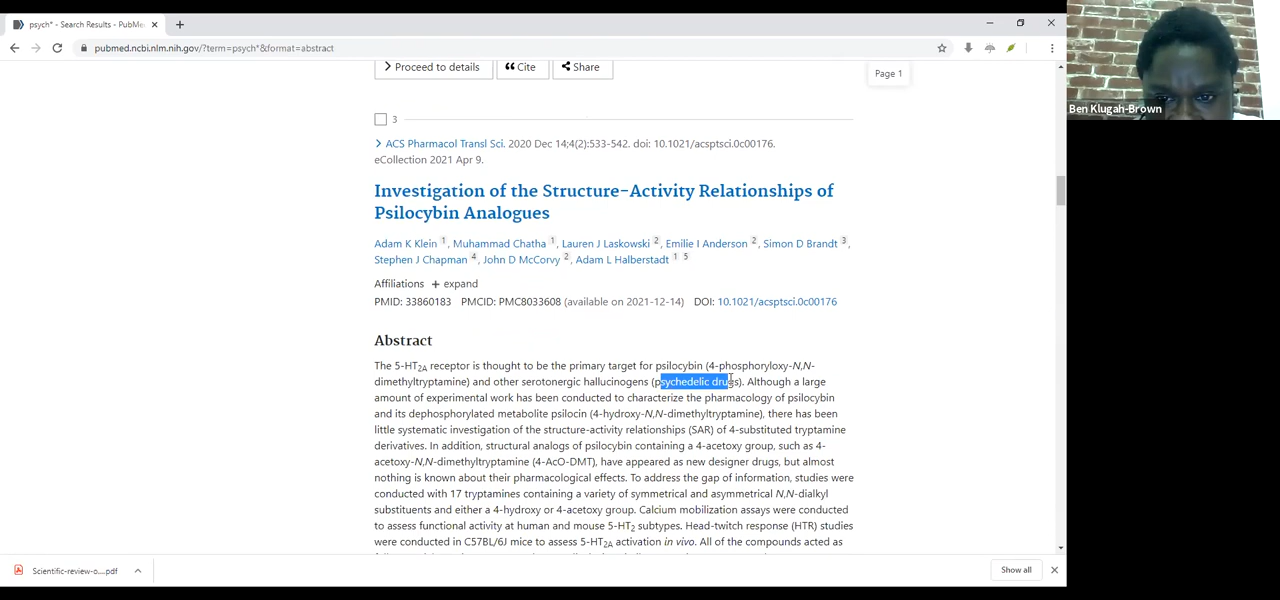 psych* - Search Results - PubMe
pubmed.ncbi.nlm.nih.gov/?term=psych*&format=abstract
Ben Klugah-Brown
Proceed to details
Cite
Share
Page 1
3
ACS Pharmacol Transl Sci. 2020 Dec 14;4(2):533-542. doi: 10.1021/acsptsci.0c00176.
eCollection 2021 Apr 9.
Investigation of the Structure-Activity Relationships of
Psilocybin Analogues
Adam K Klein 1, Muhammad Chatha 1, Lauren J Laskowski 2, Emilie I Anderson 2, Simon D Brandt 3,
Stephen J Chapman 4, John D McCorvy 2, Adam L Halberstadt 1 5
Affiliations + expand
PMID: 33860183 PMCID: PMC8033608 (available on 2021-12-14) DOI: 10.1021/acsptsci.0c00176
Abstract
The 5-HT2A receptor is thought to be the primary target for psilocybin (4-phosphoryloxy-N,N-
dimethyltryptamine) and other serotonergic hallucinogens (psychedelic drugs). Although a large
amount of experimental work has been conducted to characterize the pharmacology of psilocybin
and its dephosphorylated metabolite psilocin (4-hydroxy-N,N-dimethyltryptamine), there has been
little systematic investigation of the structure-activity relationships (SAR) of 4-substituted tryptamine
derivatives. In addition, structural analogs of psilocybin containing a 4-acetoxy group, such as 4-
acetoxy-N,N-dimethyltryptamine (4-AcO-DMT), have appeared as new designer drugs, but almost
nothing is known about their pharmacological effects. To address the gap of information, studies were
conducted with 17 tryptamines containing a variety of symmetrical and asymmetrical N,N-dialkyl
substituents and either a 4-hydroxy or 4-acetoxy group. Calcium mobilization assays were conducted
to assess functional activity at human and mouse 5-HT2 subtypes. Head-twitch response (HTR) studies
were conducted in C57BL/6J mice to assess 5-HT2A activation in vivo. All of the compounds acted as
Scientific-review-o....pdf
Show all